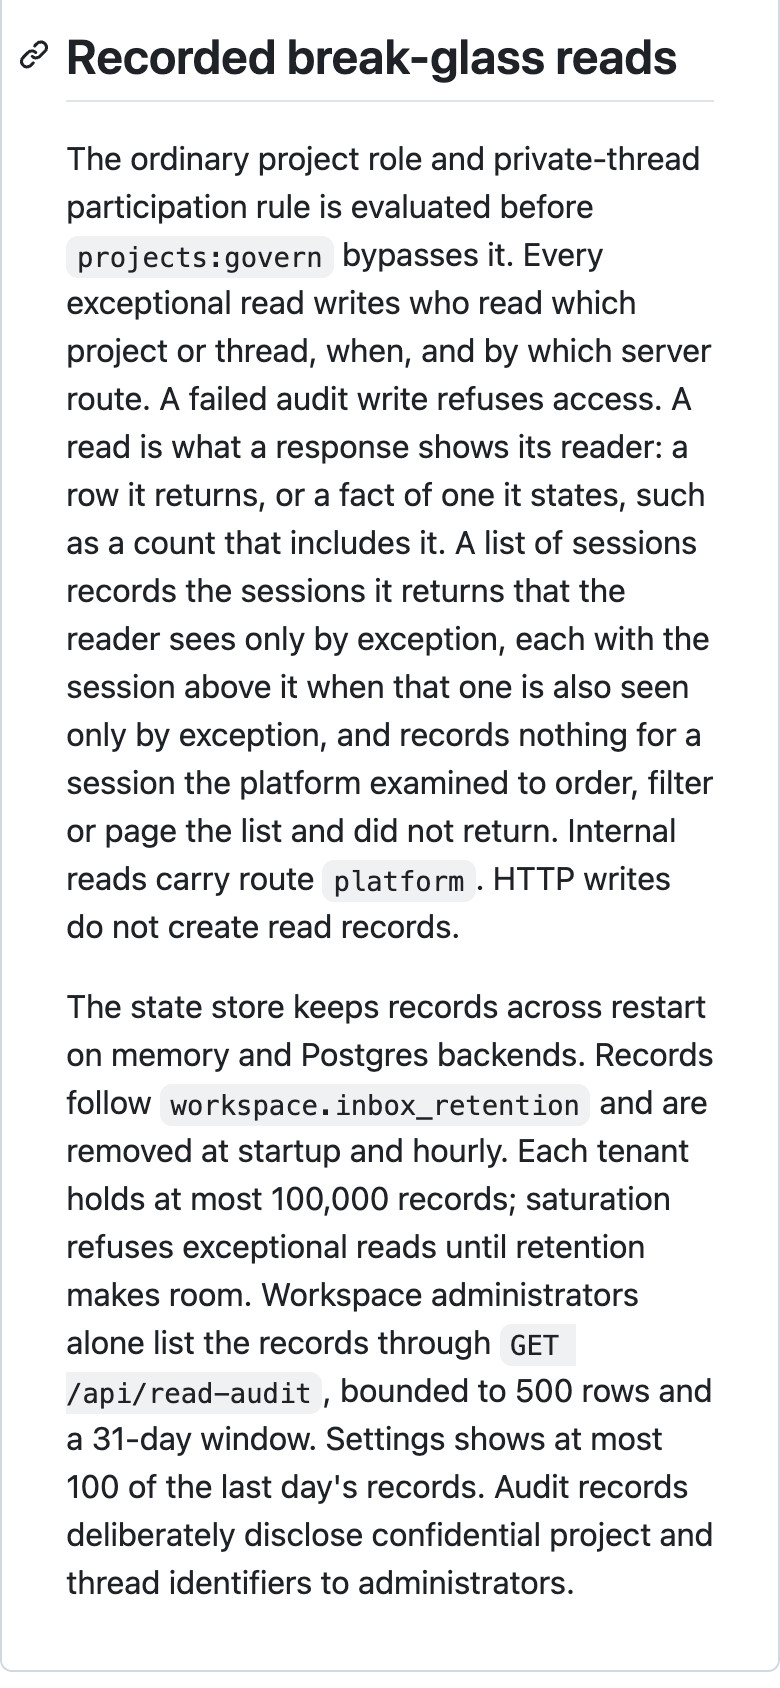 Recorded break-glass reads
The ordinary project role and private-thread
participation rule is evaluated before
projects:govern bypasses it. Every
exceptional read writes who read which
project or thread, when, and by which server
route. A failed audit write refuses access. A
read is what a response shows its reader: a
row it returns, or a fact of one it states, such
as a count that includes it. A list of sessions
records the sessions it returns that the
reader sees only by exception, each with the
session above it when that one is also seen
only by exception, and records nothing for a
session the platform examined to order, filter
or page the list and did not return. Internal
reads carry route platform. HTTP writes
do not create read records.
The state store keeps records across restart
on memory and Postgres backends. Records
follow workspace.inbox_retention and are
removed at startup and hourly. Each tenant
holds at most 100,000 records; saturation
refuses exceptional reads until retention
makes room. Workspace administrators
alone list the records through GET
/api/read-audit, bounded to 500 rows and
a 31-day window. Settings shows at most
100 of the last day's records. Audit records
deliberately disclose confidential project and
thread identifiers to administrators.